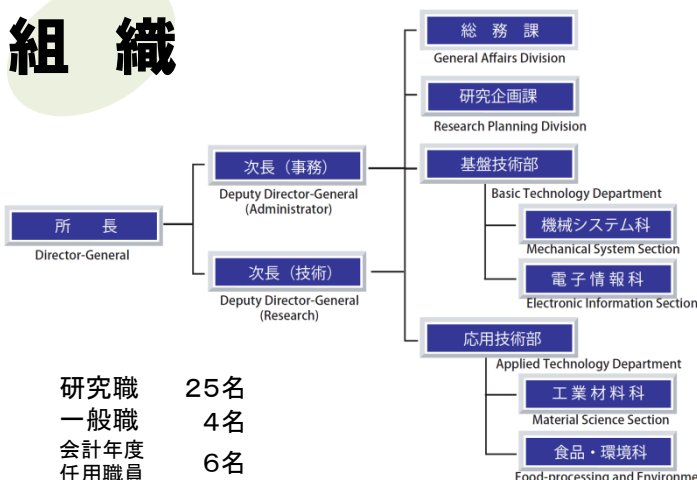 組 織
所 長
Director-General
次長（事務）
Deputy Director-General
(Administrator)
次長（技術）
Deputy Director-General
(Research)
総 務 課
General Affairs Division
研究企画課
Research Planning Division
基盤技術部
Basic Technology Department
機械システム科
Mechanical System Section
電子情報科
Electronic Information Section
応用技術部
Applied Technology Department
工業材料科
Material Science Section
食品・環境科
Food-processing and Environme
研究職 25名
一般職 4名
会計年度
任用職員 6名